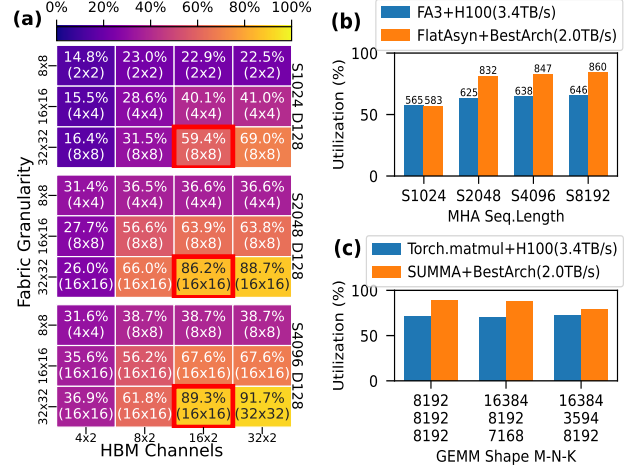 (a)
0% 20% 40% 60% 80% 100%
Fabric Granularity
8x8
14.8% 23.0% 22.9% 22.5%
(2x2) (2x2) (2x2) (2x2)
16x16
15.5% 28.6% 40.1% 41.0%
(4x4) (4x4) (4x4) (4x4)
32x32
16.4% 31.5% 59.4% 69.0%
(8x8) (8x8) (8x8) (8x8)
S1024 D128
8x8
31.4% 36.5% 36.6% 36.6%
(4x4) (4x4) (4x4) (4x4)
16x16
27.7% 56.6% 63.9% 63.8%
(8x8) (8x8) (8x8) (8x8)
32x32
26.0% 66.0% 86.2% 88.7%
(16x16) (16x16) (16x16) (16x16)
S2048 D128
8x8
31.6% 38.7% 38.7% 38.7%
(4x4) (8x8) (8x8) (8x8)
16x16
35.6% 56.2% 67.6% 67.6%
(16x16) (16x16) (16x16) (16x16)
32x32
36.9% 61.8% 89.3% 91.7%
(16x16) (16x16) (16x16) (32x32)
S4096 D128
4x2 8x2 16x2 32x2
HBM Channels
(b)
FA3+H100(3.4TB/s)
FlatAsyn+BestArch(2.0TB/s)
Utilization (%)
100
50
0
565 583 625 832 638 847 646 860
S1024 S2048 S4096 S8192
MHA Seq.Length
(c)
Torch.matmul+H100(3.4TB/s)
SUMMA+BestArch(2.0TB/s)
Utilization (%)
100
50
0
8192 16384 16384
8192 8192 3594
8192 7168 8192
GEMM Shape M-N-K